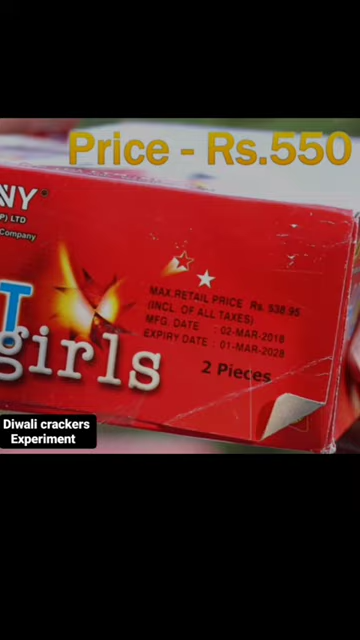 Price - Rs.550
NY
(P) LTD
Company
MAX.RETAIL PRICE Rs. 538.95
(INCL. OF ALL TAXES)
MFG. DATE : 02-MAR-2018
EXPIRY DATE : 01-MAR-2028
T
girls
2 Pieces
Diwali crackers
Experiment